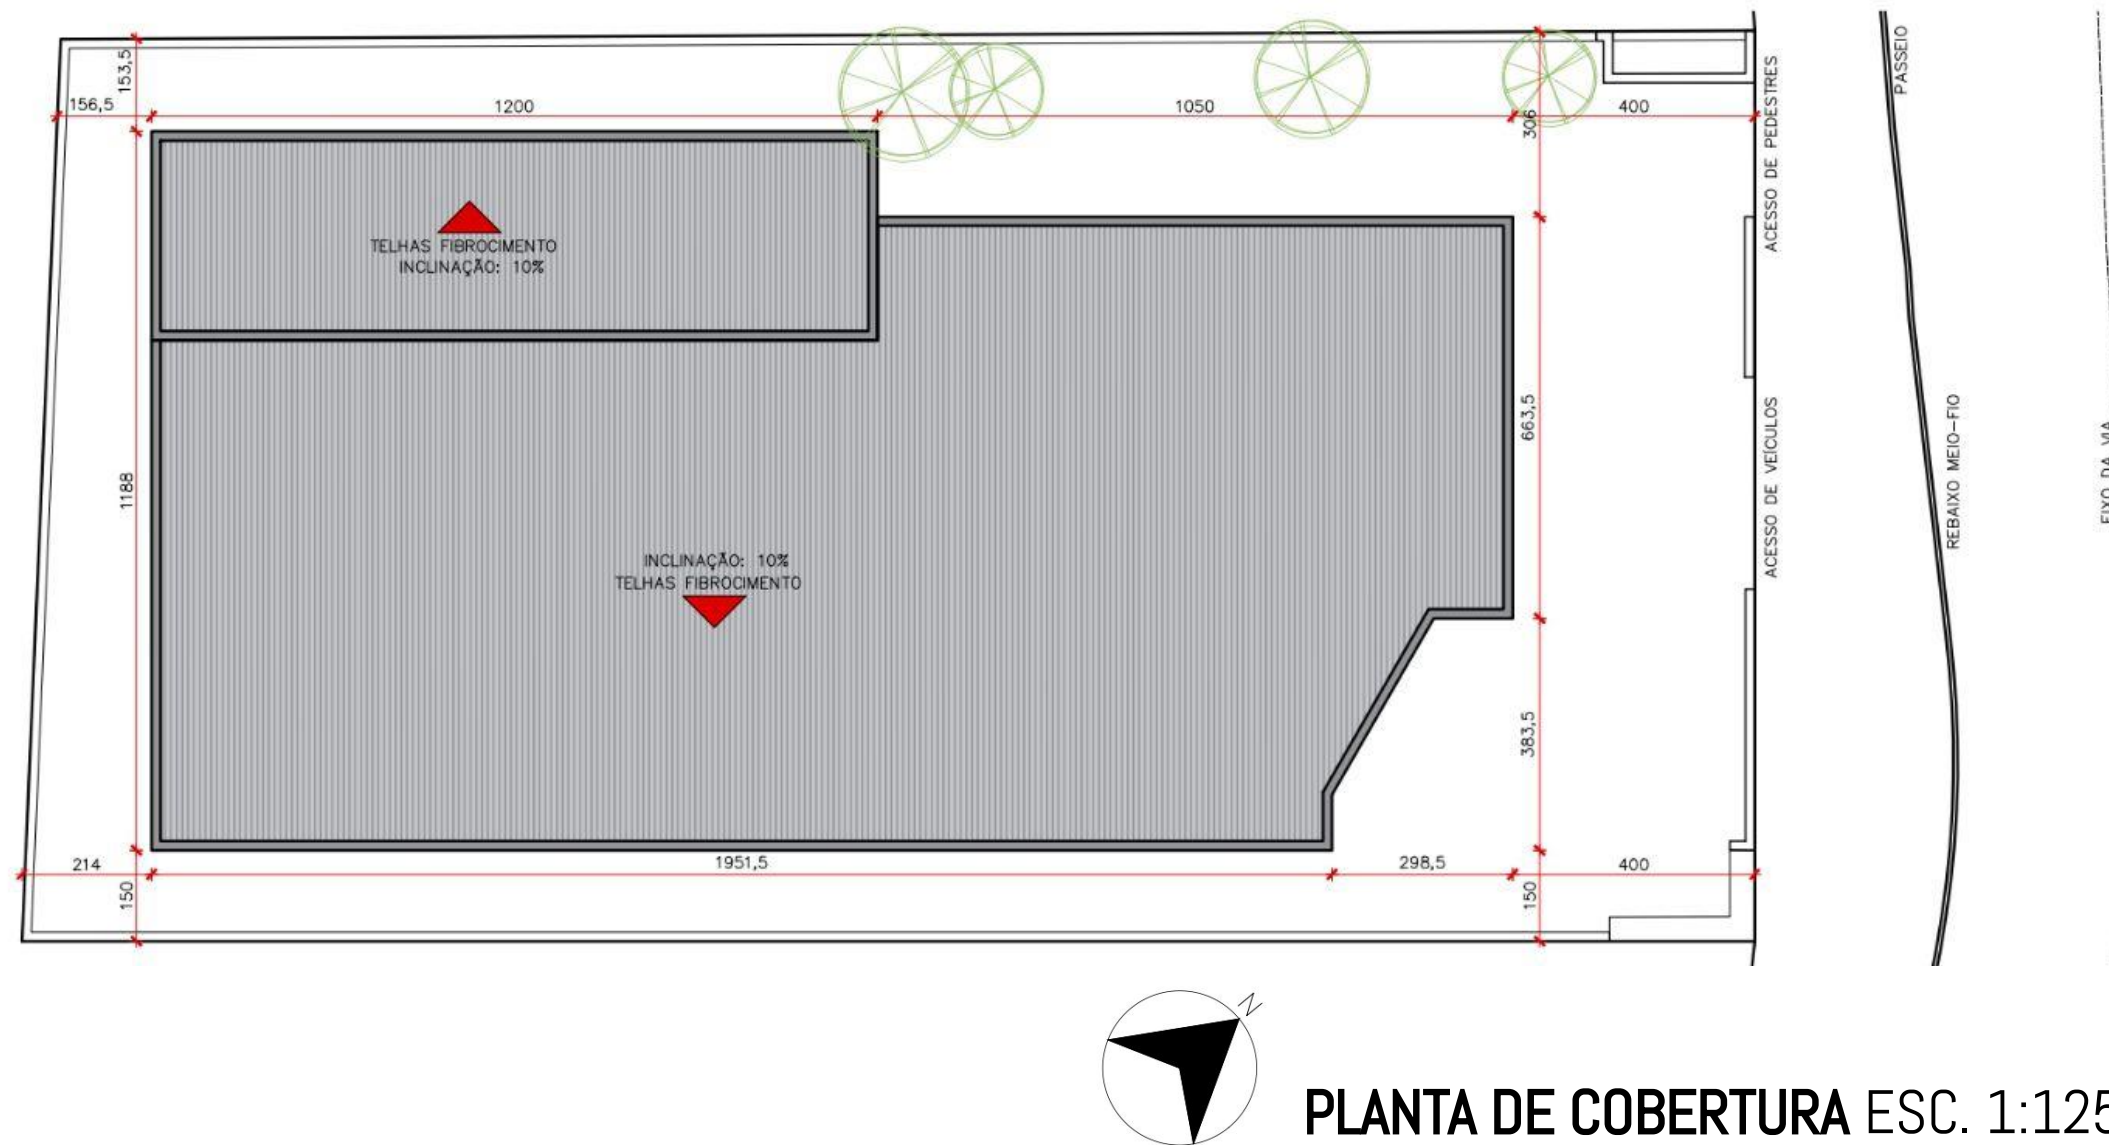 153,5
156,5
1200
1050
306
400
ACESSO DE PEDESTRES
PASSEIO
TELHAS FIBROCIMENTO
INCLINAÇÃO: 10%
663,5
1188
ACESSO DE VEÍCULOS
REBAIXO MEIO-FIO
INCLINAÇÃO: 10%
TELHAS FIBROCIMENTO
383,5
214
1951,5
298,5
400
150
150
N
PLANTA DE COBERTURA ESC. 1:125